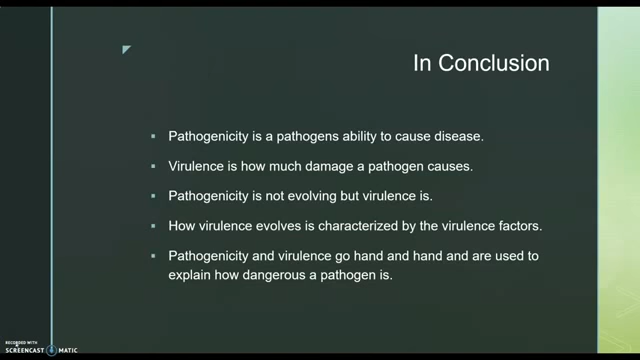 In Conclusion
Pathogenicity is a pathogens ability to cause disease.
Virulence is how much damage a pathogen causes.
Pathogenicity is not evolving but virulence is.
How virulence evolves is characterized by the virulence factors.
Pathogenicity and virulence go hand and hand and are used to
explain how dangerous a pathogen is.
RECORDED WITH
SCREENCAST MATIC